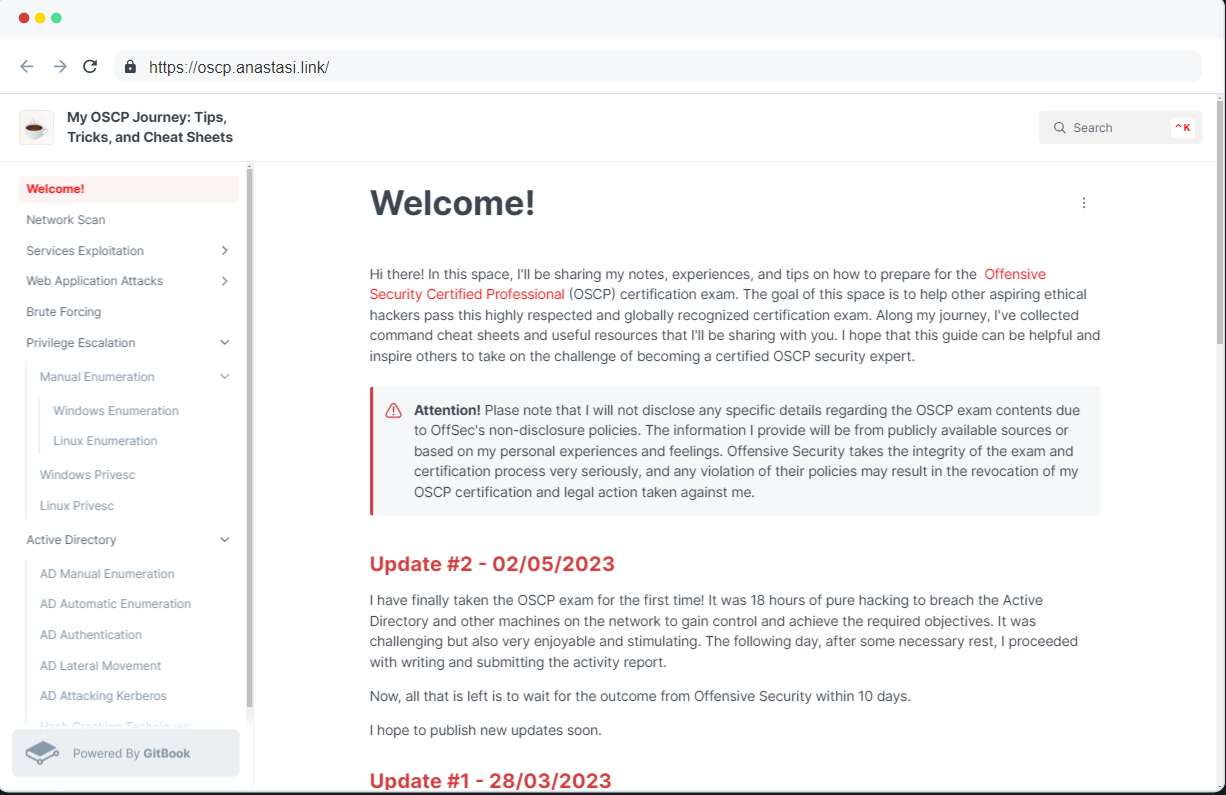 https://oscp.anastasi.link/
My OSCP Journey: Tips,
Tricks, and Cheat Sheets
Search
^K
Welcome!
Network Scan
Services Exploitation
Web Application Attacks
Brute Forcing
Privilege Escalation
Manual Enumeration
Windows Enumeration
Linux Enumeration
Windows Privesc
Linux Privesc
Active Directory
AD Manual Enumeration
AD Automatic Enumeration
AD Authentication
AD Lateral Movement
AD Attacking Kerberos
Hash Cracking Techniques
Powered By GitBook
Welcome!
Hi there! In this space, I'll be sharing my notes, experiences, and tips on how to prepare for the Offensive
Security Certified Professional (OSCP) certification exam. The goal of this space is to help other aspiring ethical
hackers pass this highly respected and globally recognized certification exam. Along my journey, I've collected
command cheat sheets and useful resources that I'll be sharing with you. I hope that this guide can be helpful and
inspire others to take on the challenge of becoming a certified OSCP security expert.
Attention! Plase note that I will not disclose any specific details regarding the OSCP exam contents due
to OffSec's non-disclosure policies. The information I provide will be from publicly available sources or
based on my personal experiences and feelings. Offensive Security takes the integrity of the exam and
certification process very seriously, and any violation of their policies may result in the revocation of my
OSCP certification and legal action taken against me.
Update #2 - 02/05/2023
I have finally taken the OSCP exam for the first time! It was 18 hours of pure hacking to breach the Active
Directory and other machines on the network to gain control and achieve the required objectives. It was
challenging but also very enjoyable and stimulating. The following day, after some necessary rest, I proceeded
with writing and submitting the activity report.
Now, all that is left is to wait for the outcome from Offensive Security within 10 days.
I hope to publish new updates soon.
Update #1 - 28/03/2023